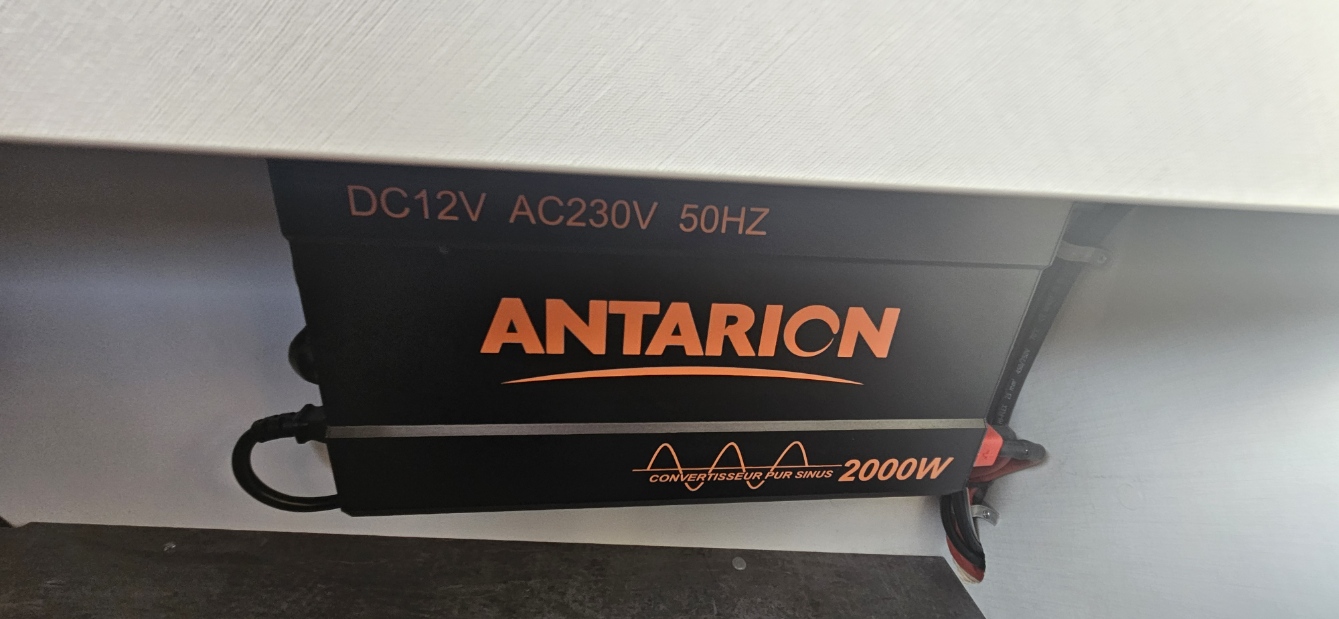 DC12V AC230V 50HZ
ANTARION
CONVERTISSEUR PUR SINUS 2000W